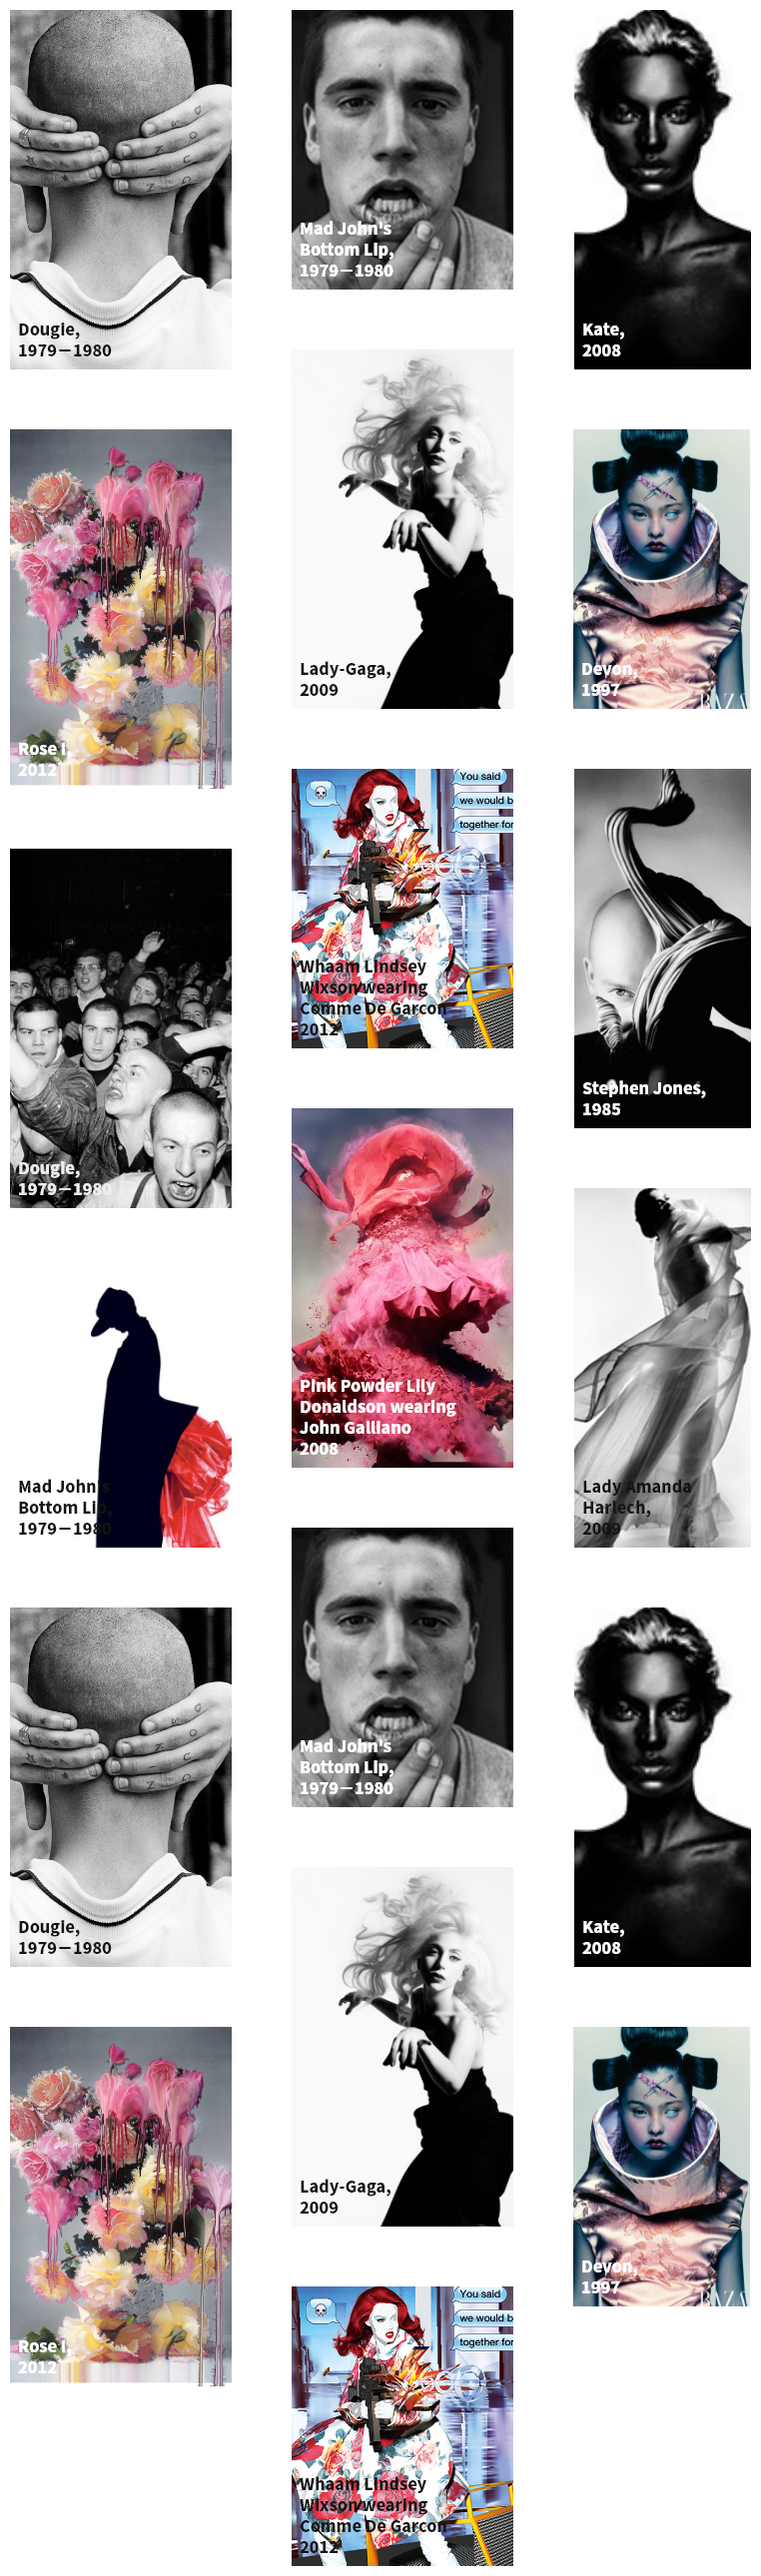 Dougie,
1979—1980
Rose I,
2012
Dougie,
1979—1980
Mad John's
Bottom Lip,
1979—1980
Dougie,
1979—1980
Rose I,
2012
Mad John's
Bottom Lip,
1979—1980
Lady-Gaga,
2009
You said
we would b
together for
Whaam Lindsey
Wixson wearing
Comme De Garcon
2012
Pink Powder Lily
Donaldson wearing
John Galliano
2008
Mad John's
Bottom Lip,
1979—1980
Lady-Gaga,
2009
You said
we would b
together for
Whaam Lindsey
Wixson wearing
Comme De Garcon
2012
Kate,
2008
Devon,
1997
BAZA
Stephen Jones,
1985
Lady Amanda
Harlech,
2009
Kate,
2008
Devon,
1997
BAZA